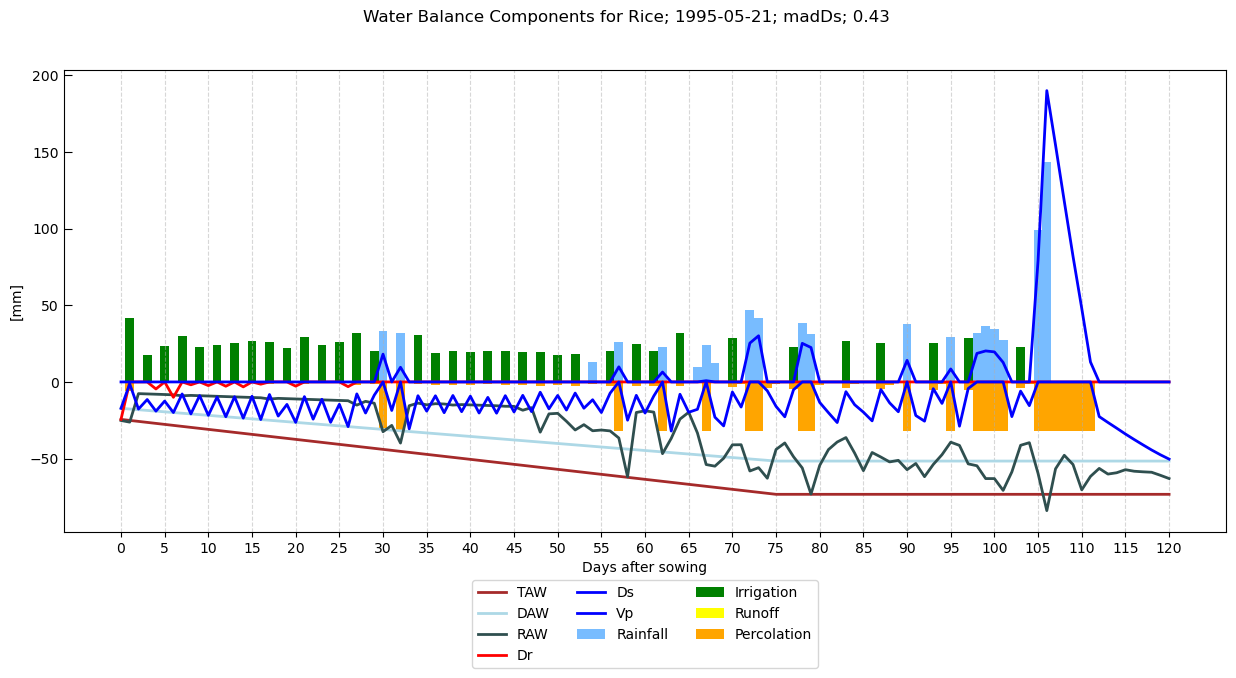 Water Balance Components for Rice; 1995-05-21; madDs; 0.43
200
150
100
50
0
−50
[mm]
0 5 10 15 20 25 30 35 40 45 50 55 60 65 70 75 80 85 90 95 100 105 110 115 120
Days after sowing
TAW Ds Irrigation
DAW Vp Runoff
RAW Rainfall Percolation
Dr